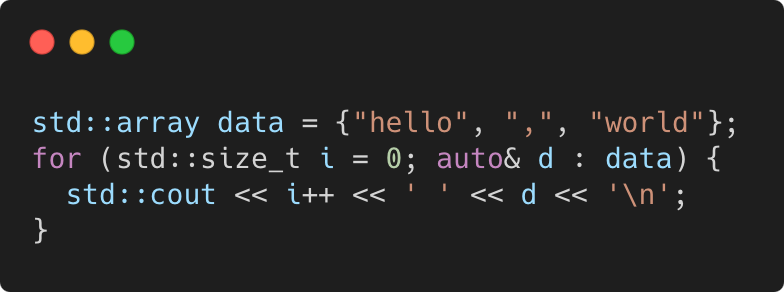 std::array data = {"hello", ",", "world"};
for (std::size_t i = 0; auto& d : data) {
  std::cout << i++ << ' ' << d << '\n';
}